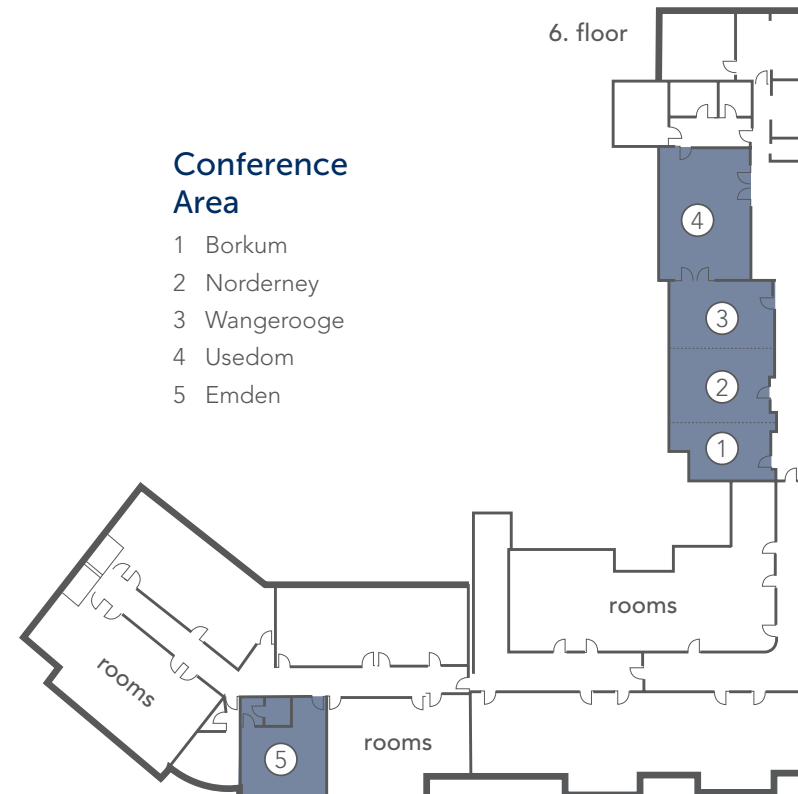 6. floor
Conference
Area
1 Borkum
2 Norderney
3 Wangerooge
4 Usedom
5 Emden
4
3
2
1
rooms
rooms
rooms
5